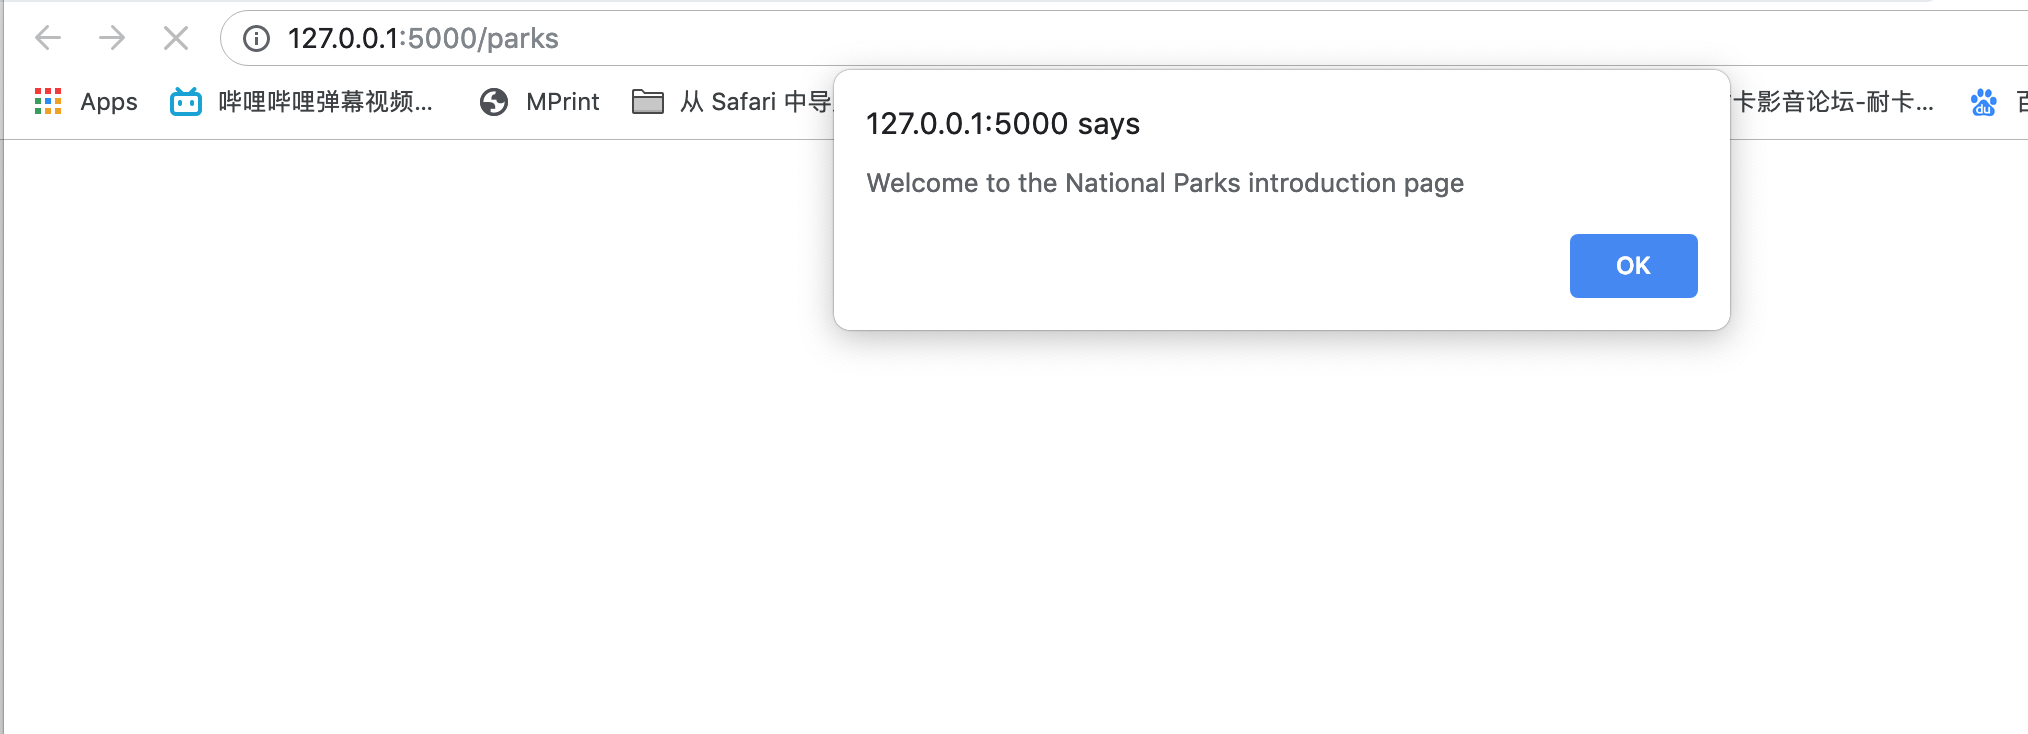 127.0.0.1:5000/parks
Apps
哔哩哔哩弹幕视频...
MPrint
从 Safari 中导
卡影音论坛-耐卡...
du
127.0.0.1:5000 says
Welcome to the National Parks introduction page
OK